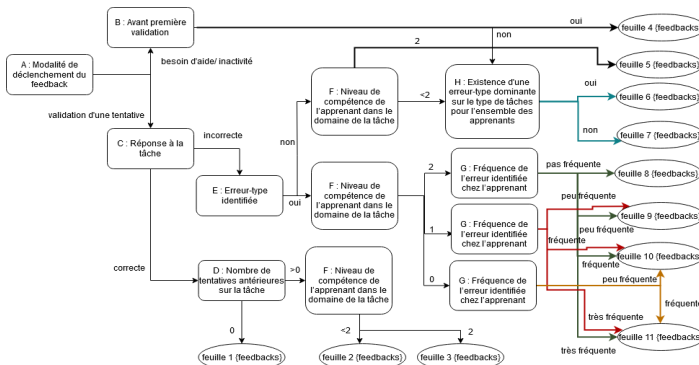 B : Avant première
validation
oui
feuille 4 {feedbacks}
non
2
A : Modalité de
déclenchement du
feedback
besoin d'aide/ inactivité
feuille 5 {feedbacks}
F : Niveau de
compétence de
l'apprenant dans le
domaine de la tâche
<2
H : Existence d'une
erreur-type dominante
sur le type de tâches
pour l'ensemble des
apprenants
oui
feuille 6 {feedbacks}
validation d'une tentative
non
feuille 7 {feedbacks}
C : Réponse à la
tâche
incorrecte
non
E : Erreur-type
identifiée
oui
F : Niveau de
compétence de
l'apprenant dans le
domaine de la tâche
2
G : Fréquence de
l'erreur identifiée
chez l'apprenant
pas fréquente
feuille 8 {feedbacks}
peu fréquente
1
G : Fréquence de
l'erreur identifiée
chez l'apprenant
feuille 9 {feedbacks}
peu fréquente
fréquente
feuille 10 {feedbacks
fréquente
0
G : Fréquence de
l'erreur identifiée
chez l'apprenant
peu fréquente
fréquente
correcte
D : Nombre de
tentatives antérieures
sur la tâche
>0
F : Niveau de
compétence de
l'apprenant dans le
domaine de la tâche
très fréquente
feuille 11 {feedbacks}
très fréquente
0
<2
2
feuille 1 {feedbacks}
feuille 2 {feedbacks}
feuille 3 {feedbacks}